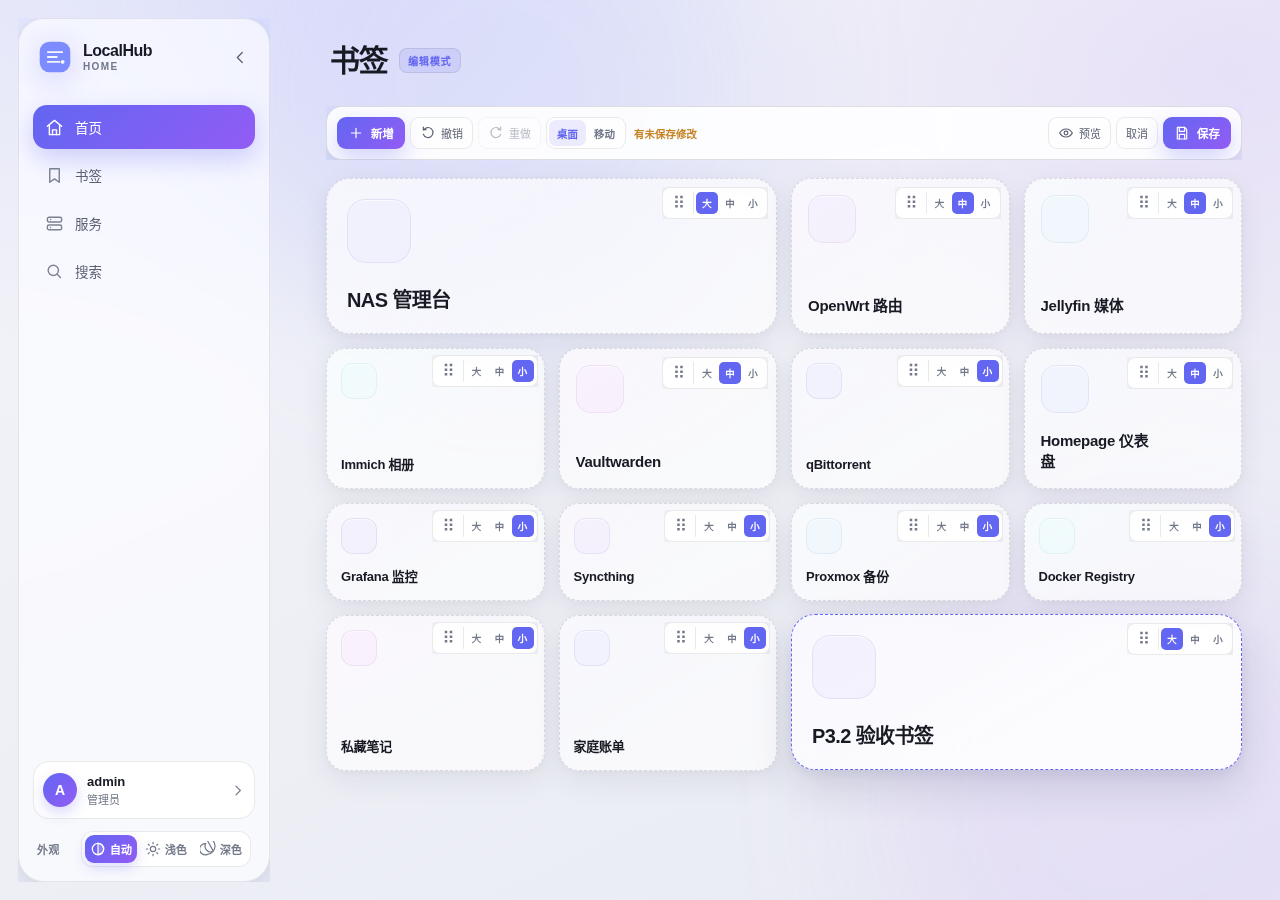 LocalHub
HOME
首页
书签
服务
搜索
A
admin
管理员
外观
自动
浅色
深色
书签
编辑模式
新增
撤销
重做
桌面
移动
有未保存修改
预览
取消
保存
大 中 小
NAS 管理台
大 中 小
OpenWrt 路由
大 中 小
Jellyfin 媒体
大 中 小
Immich 相册
大 中 小
Vaultwarden
大 中 小
qBittorrent
大 中 小
Homepage 仪表
盘
大 中 小
Grafana 监控
大 中 小
Syncthing
大 中 小
Proxmox 备份
大 中 小
Docker Registry
大 中 小
私藏笔记
大 中 小
家庭账单
大 中 小
P3.2 验收书签